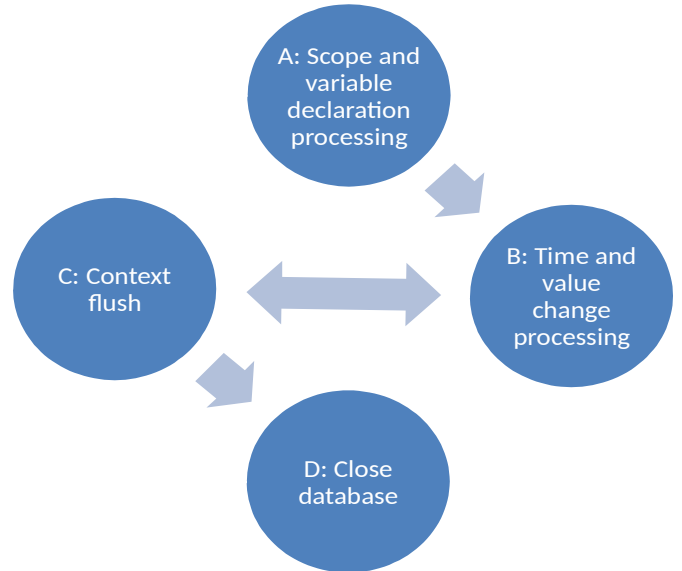 A: Scope and
variable
declaration
processing
C: Context
flush
B: Time and
value
change
processing
D: Close
database